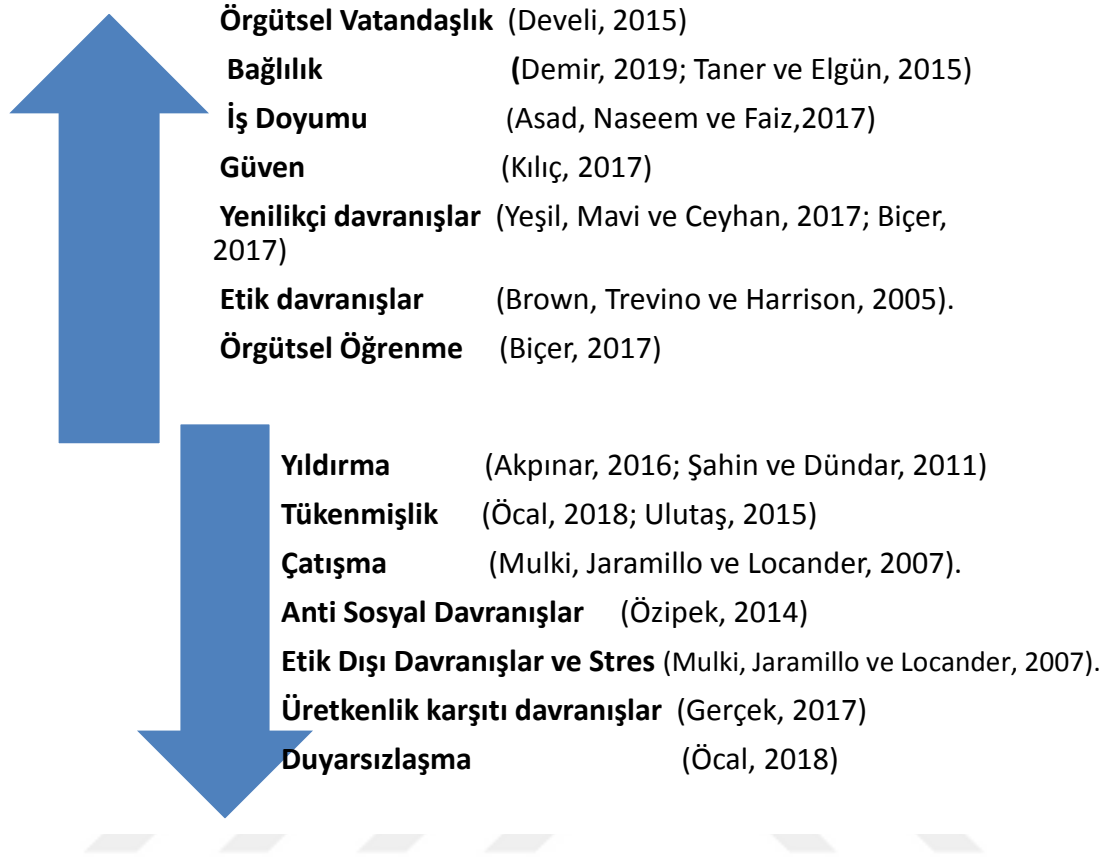 Örgütsel Vatandaşlık (Develi, 2015)
Bağlılık (Demir, 2019; Taner ve Elgün, 2015)
İş Doyumu (Asad, Naseem ve Faiz,2017)
Güven (Kılıç, 2017)
Yenilikçi davranışlar (Yeşil, Mavi ve Ceyhan, 2017; Biçer,
2017)
Etik davranışlar (Brown, Trevino ve Harrison, 2005).
Örgütsel Öğrenme (Biçer, 2017)
Yıldırma (Akpınar, 2016; Şahin ve Dündar, 2011)
Tükenmişlik (Öcal, 2018; Ulutaş, 2015)
Çatışma (Mulki, Jaramillo ve Locander, 2007).
Anti Sosyal Davranışlar (Özipek, 2014)
Etik Dışı Davranışlar ve Stres (Mulki, Jaramillo ve Locander, 2007).
Üretkenlik karşıtı davranışlar (Gerçek, 2017)
Duyarsızlaşma (Öcal, 2018)